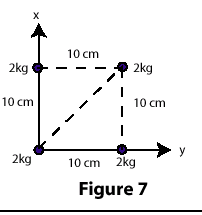 x
10 cm
2kg 2kg
10 cm 10 cm
y
2kg 10 cm 2kg
Figure 7